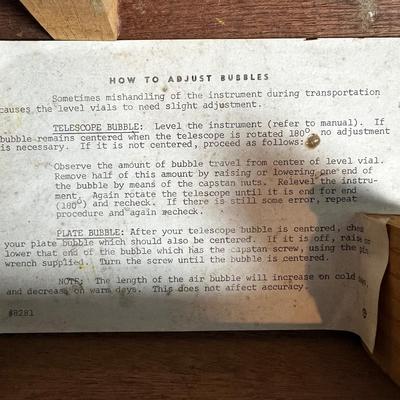 HOW TO ADJUST BUBBLES
Sometimes mishandling of the instrument during transportation
causes the level vials to need slight adjustment.
TELESCOPE BUBBLE: Level the instrument (refer to manual). If
bubble remains centered when the telescope is rotated 180°, no adjustment
is necessary. If it is not centered, proceed as follows:
Observe the amount of bubble travel from center of level vial.
Remove half of this amount by raising or lowering one end of
the bubble by means of the capstan nuts. Relevel the instru-
ment. Again rotate the telescope until it is end for end
(180°) and recheck. If there is still some error, repeat
procedure and again recheck.
PLATE BUBBLE: After your telescope bubble is centered, check
your plate bubble which should also be centered. If it is off, raise or
lower that end of the bubble which has the capstan screw, using the pin
wrench supplied. Turn the screw until the bubble is centered.
NOTE: The length of the air bubble will increase on cold days,
and decrease on warm days. This does not affect accuracy.
#8281